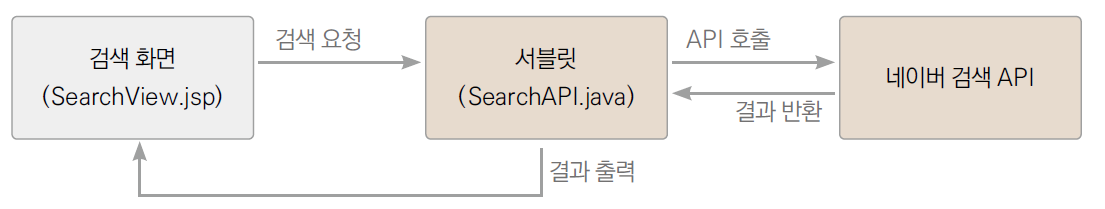 검색 화면
(SearchView.jsp)
검색 요청
서블릿
(SearchAPI.java)
API 호출
결과 반환
네이버 검색 API
결과 출력